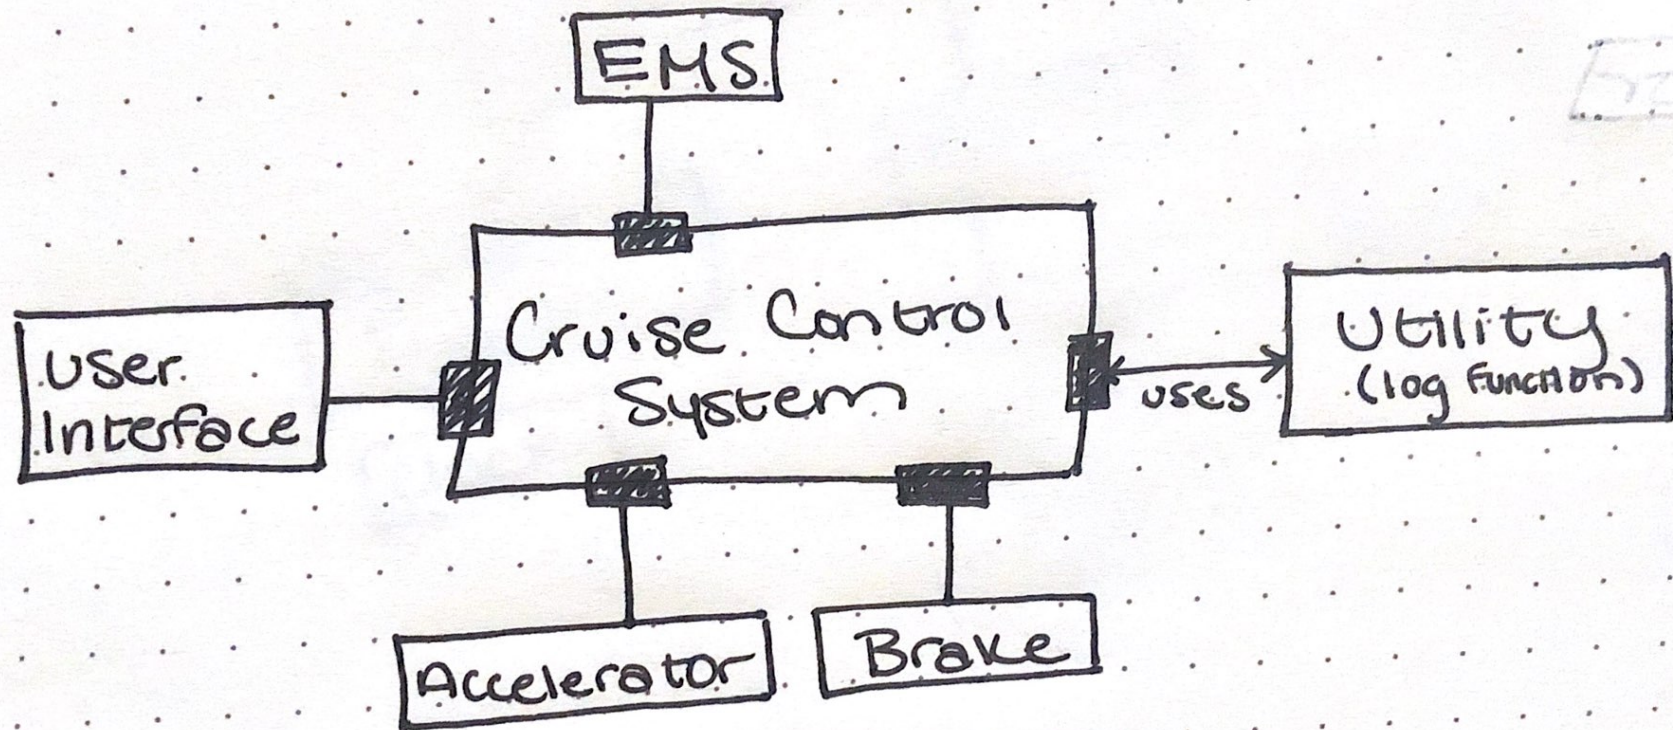 EMS
Cruise Control
System
User
Interface
uses
Utility
(log function)
Accelerator
Brake